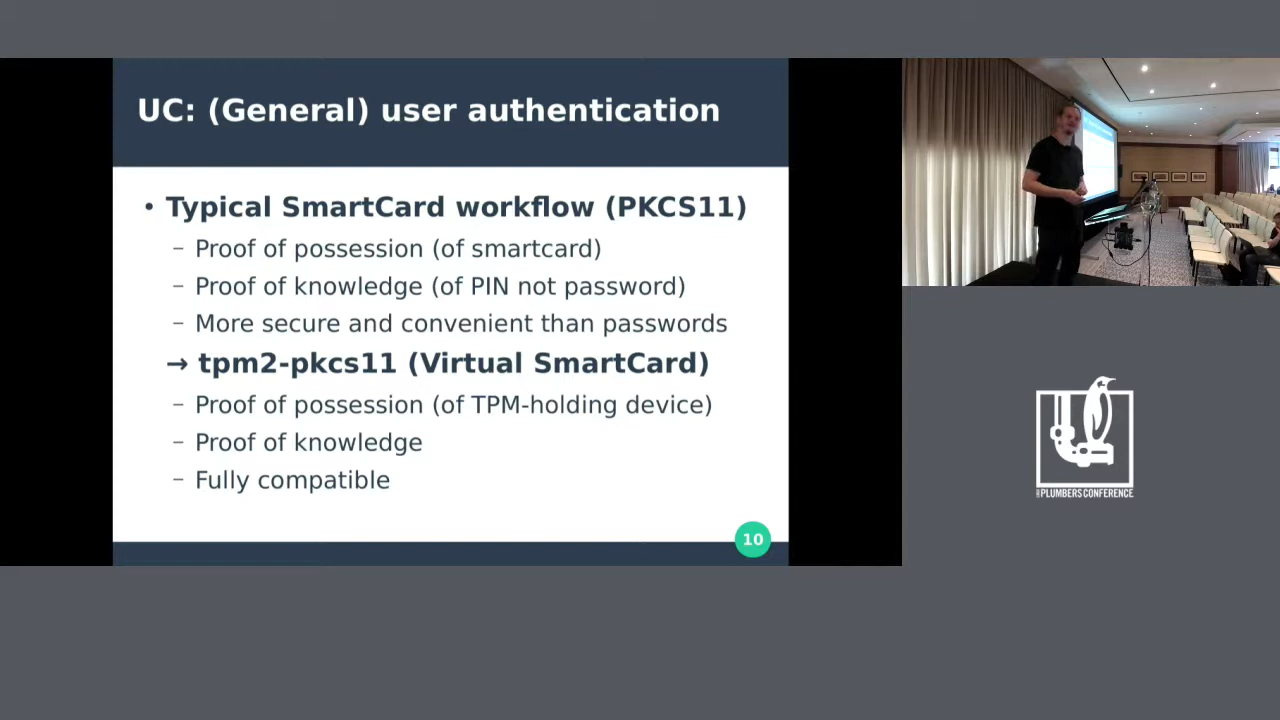 UC: (General) user authentication
• Typical SmartCard workflow (PKCS11)
– Proof of possession (of smartcard)
– Proof of knowledge (of PIN not password)
– More secure and convenient than passwords
→ tpm2-pkcs11 (Virtual SmartCard)
– Proof of possession (of TPM-holding device)
– Proof of knowledge
– Fully compatible
10
PLUMBERS CONFERENCE